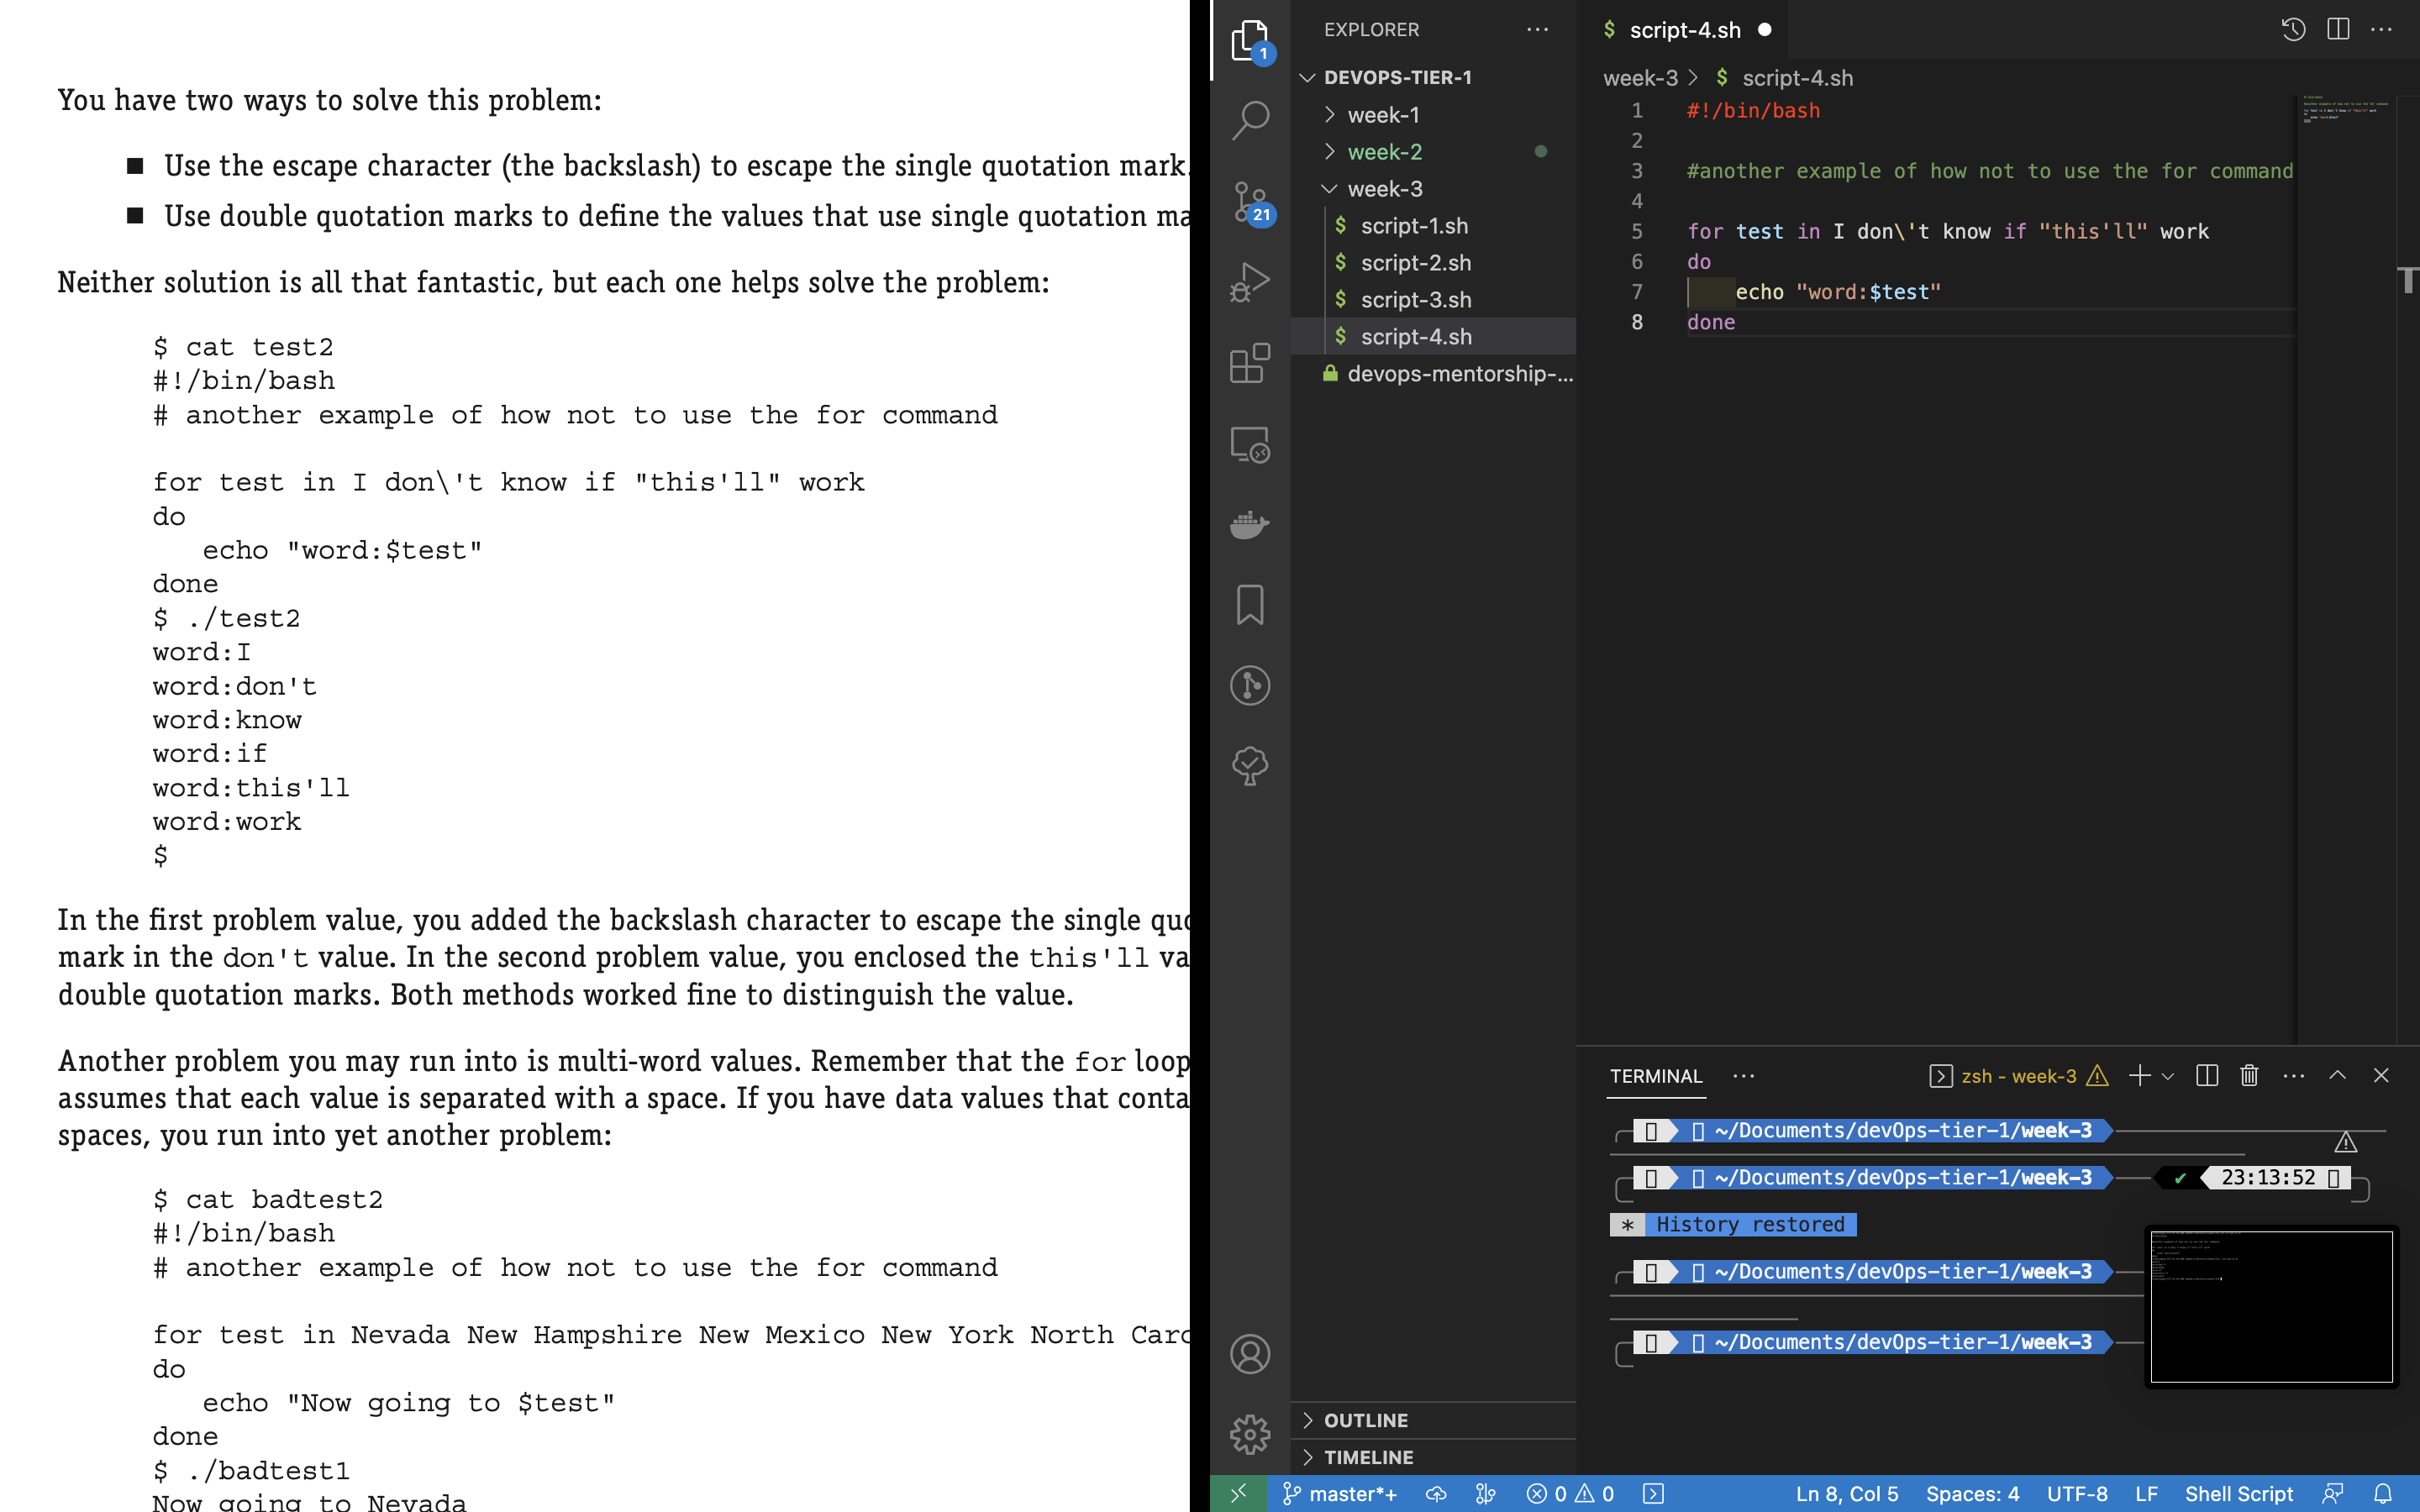 You have two ways to solve this problem:
■ Use the escape character (the backslash) to escape the single quotation mark.
■ Use double quotation marks to define the values that use single quotation ma
Neither solution is all that fantastic, but each one helps solve the problem:
$ cat test2
#!/bin/bash
# another example of how not to use the for command
for test in I don\'t know if "this'll" work
do
echo "word:$test"
done
$ ./test2
word:I
word:don't
word:know
word:if
word:this'll
word:work
$
In the first problem value, you added the backslash character to escape the single quo
mark in the don't value. In the second problem value, you enclosed the this'll va
double quotation marks. Both methods worked fine to distinguish the value.
Another problem you may run into is multi-word values. Remember that the for loop
assumes that each value is separated with a space. If you have data values that conta
spaces, you run into yet another problem:
$ cat badtest2
#!/bin/bash
# another example of how not to use the for command
for test in Nevada New Hampshire New Mexico New York North Caro
do
echo "Now going to $test"
done
$ ./badtest1
Now going to Nevada
1
21
EXPLORER ...
DEVOPS-TIER-1
week-1
week-2
week-3
$ script-1.sh
$ script-2.sh
$ script-3.sh
$ script-4.sh
devops-mentorship-...
OUTLINE
TIMELINE
$ script-4.sh
week-3 > $ script-4.sh
1 #!/bin/bash
2
3 #another example of how not to use the for command
4
5 for test in I don\'t know if "this'll" work
6 do
7 echo "word:$test"
8 done
TERMINAL ... zsh - week-3
~/Documents/devOps-tier-1/week-3
~/Documents/devOps-tier-1/week-3 ✔ 23:13:52
* History restored
~/Documents/devOps-tier-1/week-3
~/Documents/devOps-tier-1/week-3
master*+ 0 0 Ln 8, Col 5 Spaces: 4 UTF-8 LF Shell Script